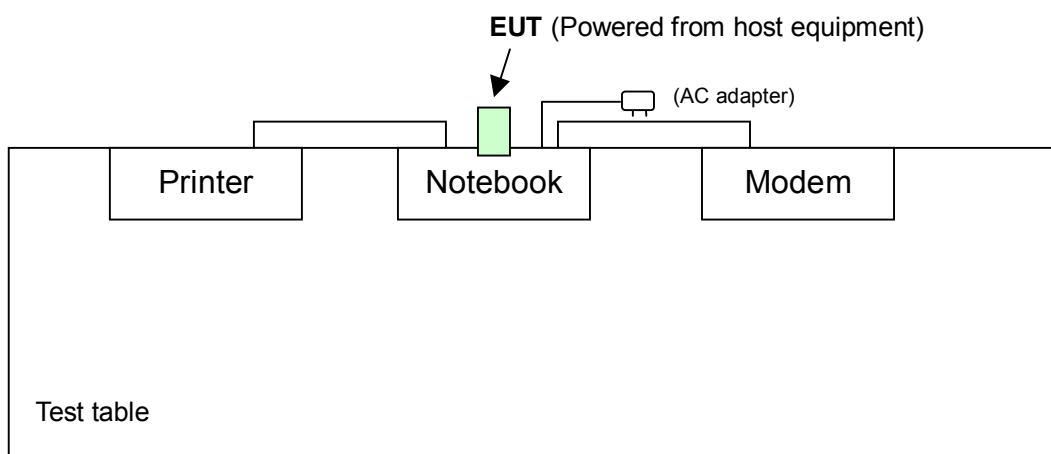 EUT (Powered from host equipment)
(AC adapter)
Printer
Notebook
Modem
Test table